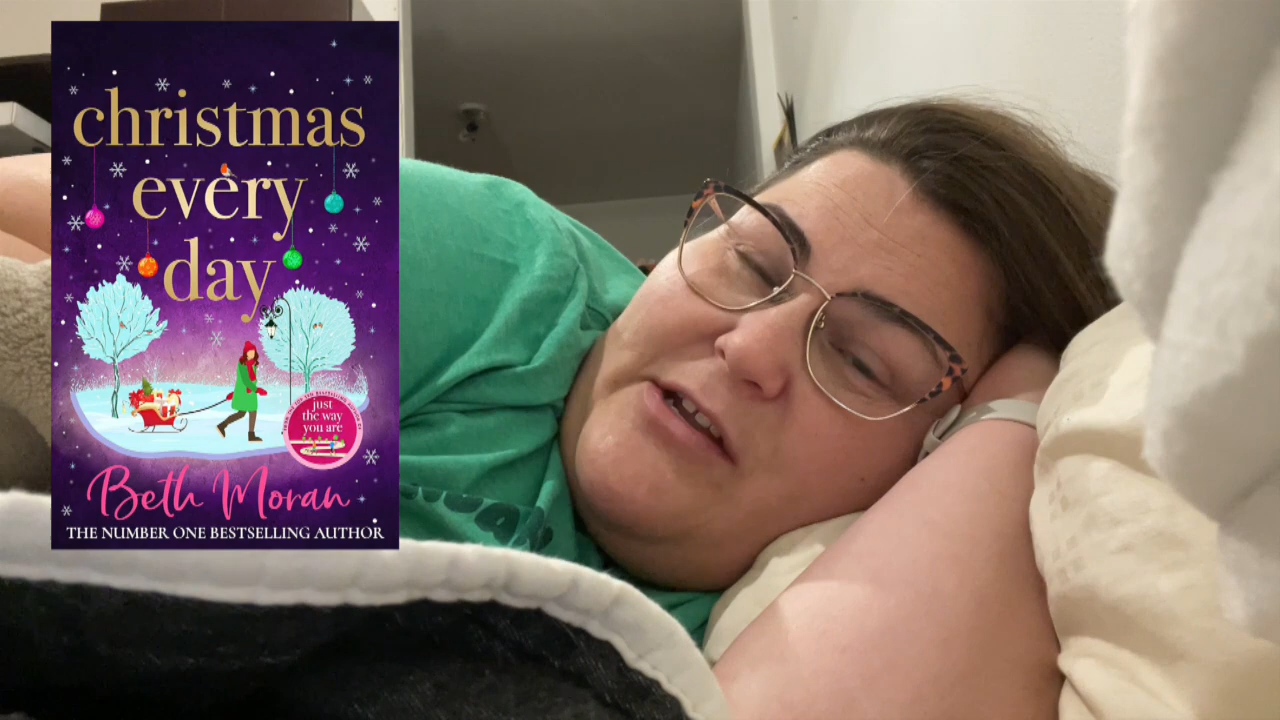 christmas
every
day
just
the way
you are
Beth Moran
THE NUMBER ONE BESTSELLING AUTHOR